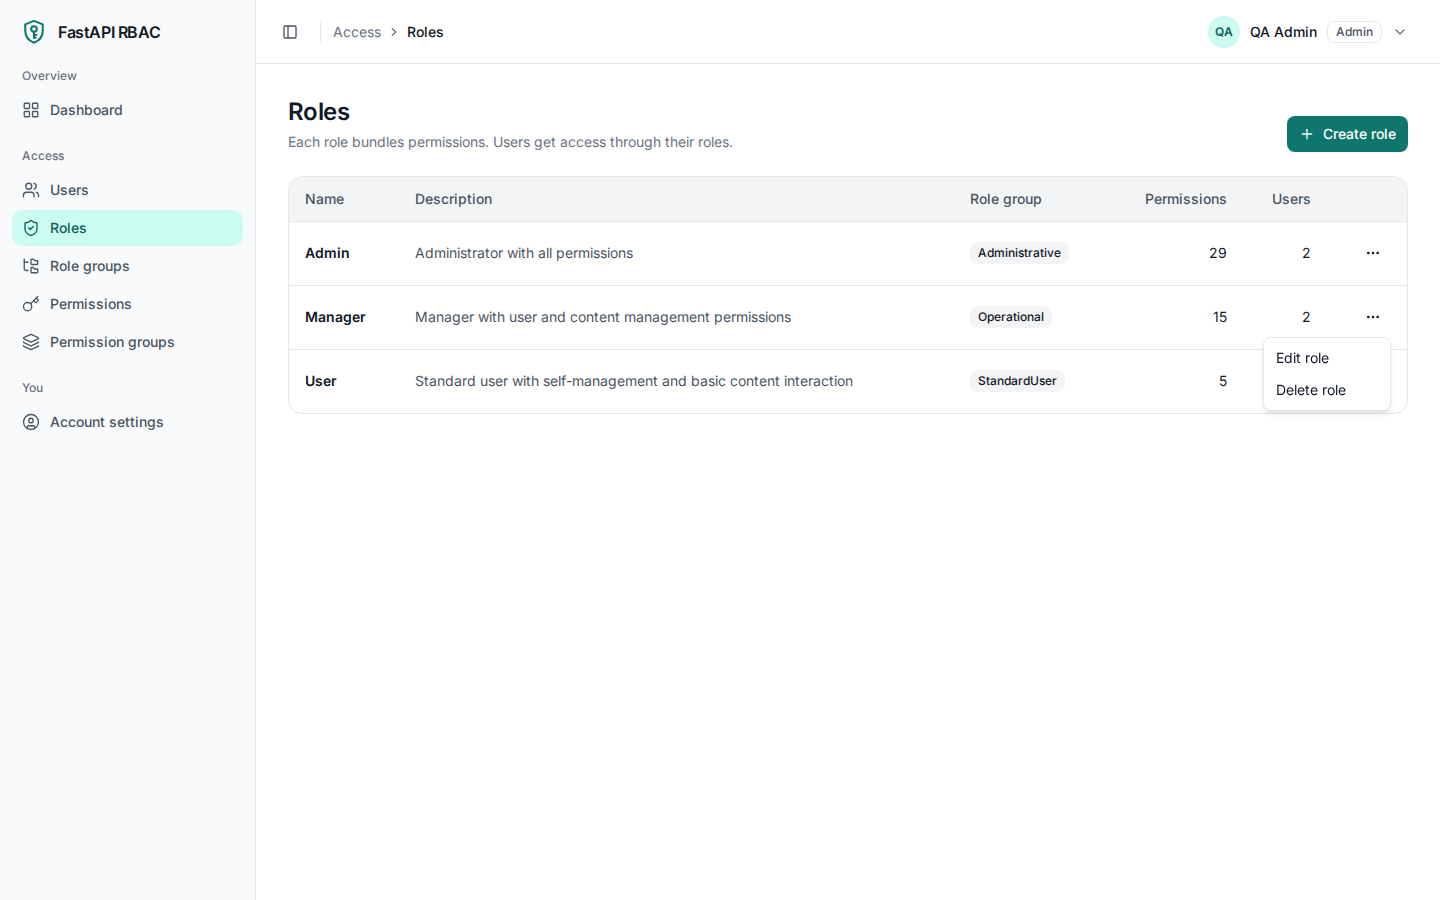 FastAPI RBAC
Overview
Dashboard
Access
Users
Roles
Role groups
Permissions
Permission groups
You
Account settings
Access > Roles
QA QA Admin Admin
Roles
Each role bundles permissions. Users get access through their roles.
Create role
Name Description Role group Permissions Users
Admin Administrator with all permissions Administrative 29 2
Manager Manager with user and content management permissions Operational 15 2
User Standard user with self-management and basic content interaction StandardUser 5
Edit role
Delete role